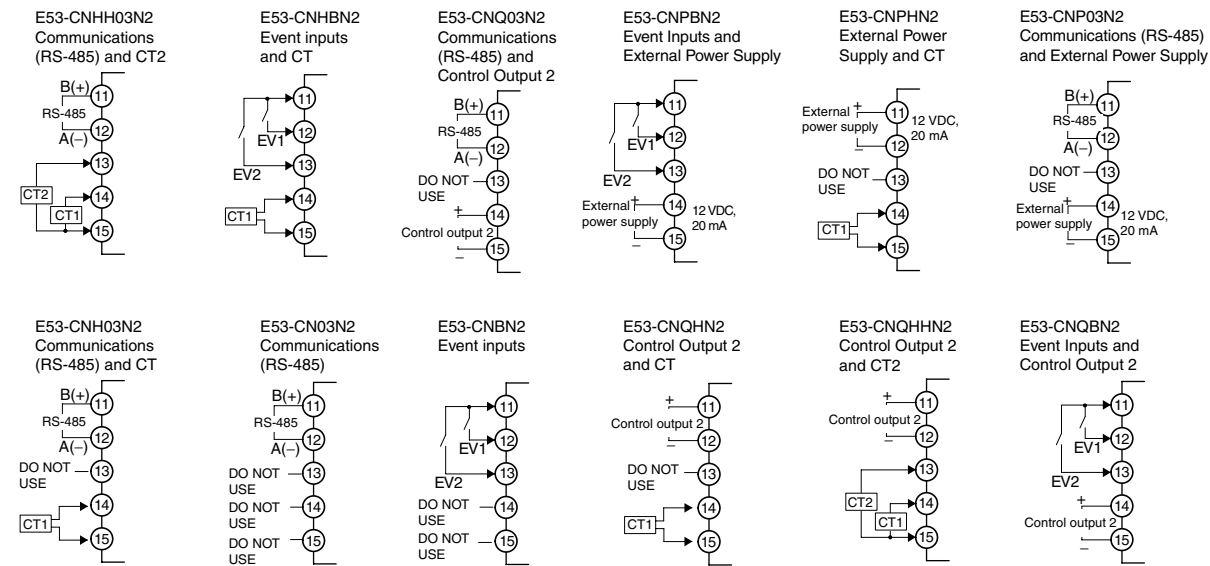 E53-CNHH03N2
Communications
(RS-485) and CT2
B(+)
11
RS-485
12
A(−)
13
CT2
14
CT1
15
E53-CNHBN2
Event inputs
and CT
11
12
EV1
13
EV2
14
CT1
15
E53-CNQ03N2
Communications
(RS-485) and
Control Output 2
B(+)
11
RS-485
12
A(−)
DO NOT
USE
13
+
14
Control output 2
15
−
E53-CNPBN2
Event Inputs and
External Power Supply
11
12
EV1
13
EV2
External
power supply
+
14
12 VDC,
20 mA
−
15
E53-CNPHN2
External Power
Supply and CT
External
power supply
+
11
12 VDC,
20 mA
−
12
DO NOT
USE
13
14
CT1
15
E53-CNP03N2
Communications (RS-485)
and External Power Supply
B(+)
11
RS-485
12
A(−)
DO NOT
USE
13
External
power supply
+
14
12 VDC,
20 mA
−
15
E53-CNH03N2
Communications
(RS-485) and CT
B(+)
11
RS-485
12
A(−)
DO NOT
USE
13
14
CT1
15
E53-CN03N2
Communications
(RS-485)
B(+)
11
RS-485
12
A(−)
DO NOT
USE
13
DO NOT
USE
14
DO NOT
USE
15
E53-CNBN2
Event inputs
11
12
EV1
13
EV2
DO NOT
USE
14
DO NOT
USE
15
E53-CNQHN2
Control Output 2
and CT
+
11
Control output 2
−
12
DO NOT
USE
13
14
CT1
15
E53-CNQHHN2
Control Output 2
and CT2
+
11
Control output 2
−
12
13
CT2
14
CT1
15
E53-CNQBN2
Event Inputs and
Control Output 2
11
12
EV1
13
EV2
+
14
Control output 2
−
15